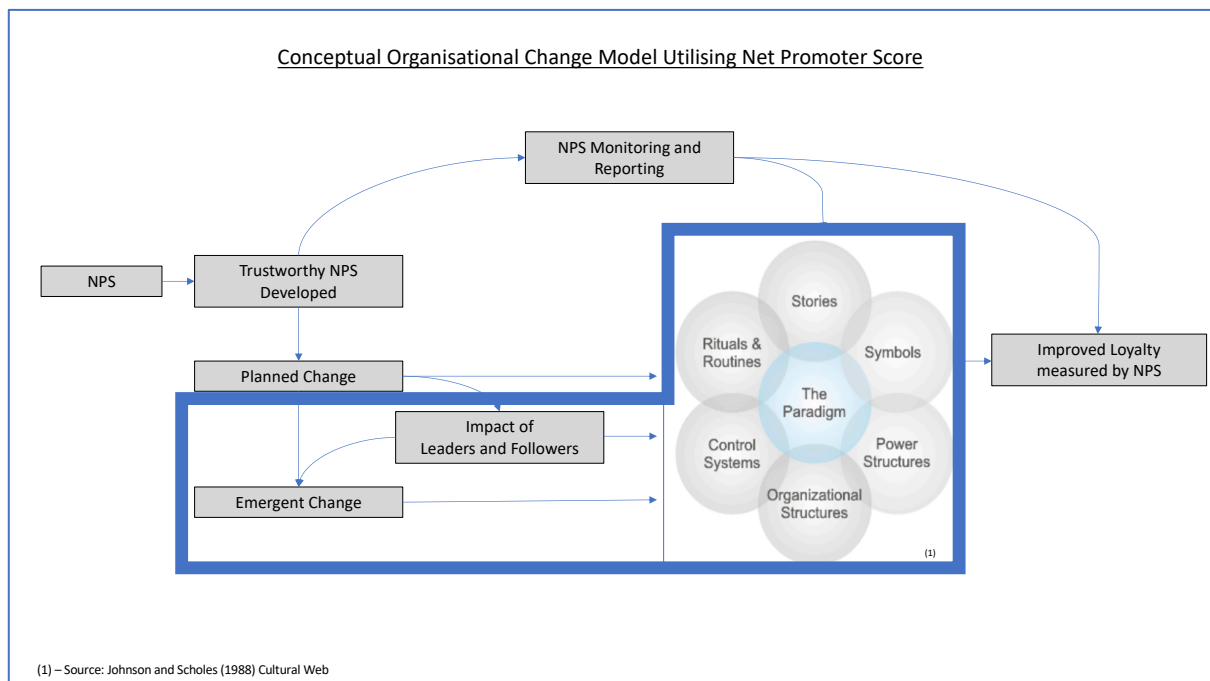 Conceptual Organisational Change Model Utilising Net Promoter Score
NPS Monitoring and
Reporting
NPS
Trustworthy NPS
Developed
Planned Change
Impact of
Leaders and Followers
Emergent Change
Stories
Rituals &
Routines
Symbols
The
Paradigm
Control
Systems
Power
Structures
Organizational
Structures
(1)
Improved Loyalty
measured by NPS
(1) – Source: Johnson and Scholes (1988) Cultural Web